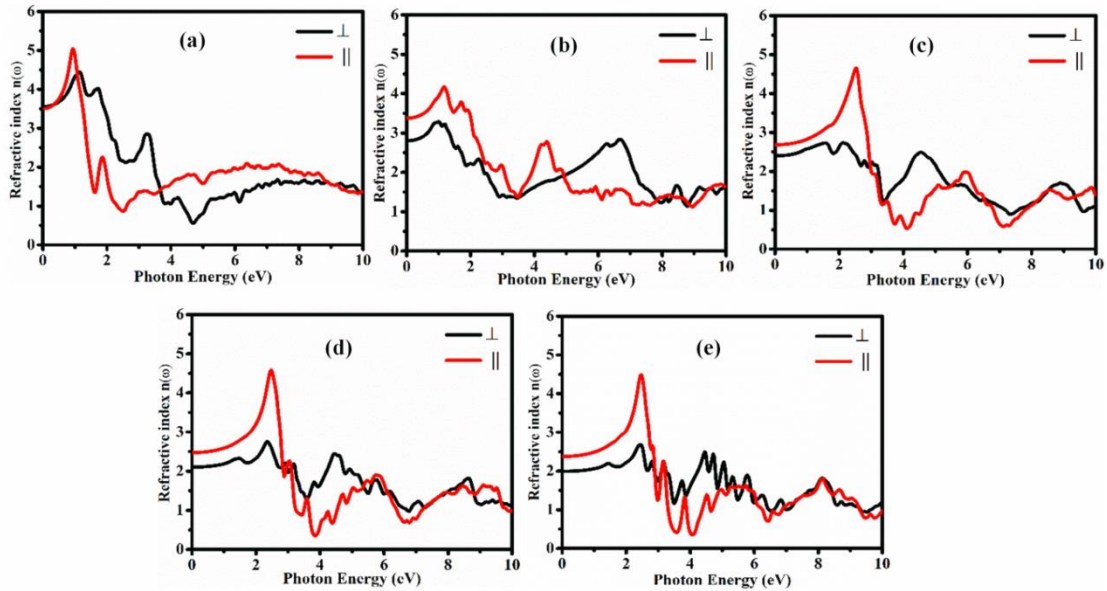 (a)
⊥
||
Refractive index n(ω)
6
5
4
3
2
1
0
0 2 4 6 8 10
Photon Energy (eV)
(b)
⊥
||
Refractive index n(ω)
6
5
4
3
2
1
0
0 2 4 6 8 10
Photon Energy (eV)
(c)
⊥
||
Refractive index n(ω)
6
5
4
3
2
1
0
0 2 4 6 8 10
Photon Energy (eV)
(d)
⊥
||
Refractive index n(ω)
6
5
4
3
2
1
0
0 2 4 6 8 10
Photon Energy (eV)
(e)
⊥
||
Refractive index n(ω)
6
5
4
3
2
1
0
0 2 4 6 8 10
Photon Energy (eV)